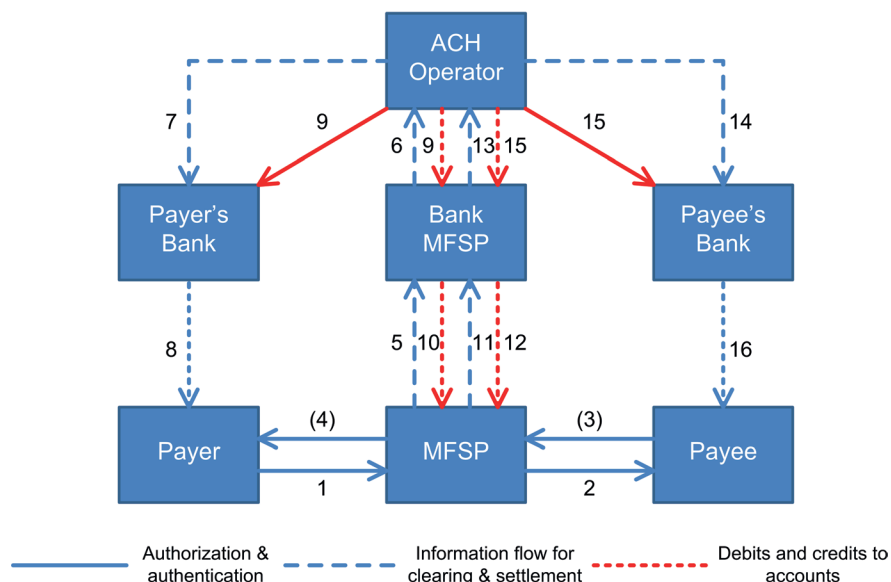 ACH
Operator
7
9
6
9
13
15
15
14
Payer's
Bank
Bank
MFSP
Payee's
Bank
8
5
10
11
12
16
(4)
(3)
Payer
MFSP
Payee
1
2
Authorization &
authentication
Information flow for
clearing & settlement
Debits and credits to
accounts